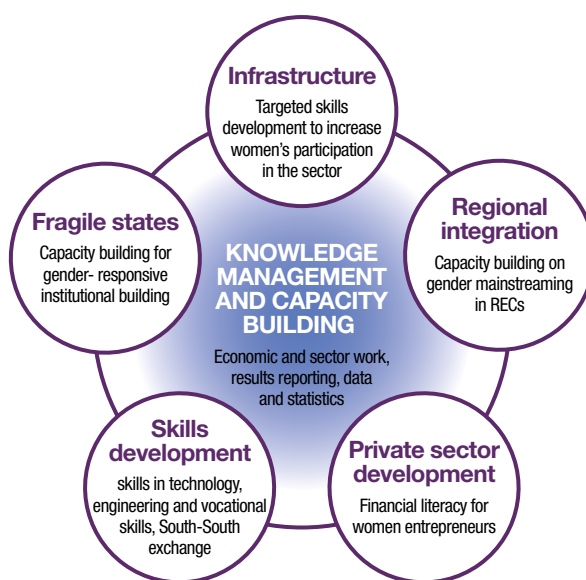 Infrastructure
Targeted skills
development to increase
women's participation
in the sector
Regional
integration
Capacity building on
gender mainstreaming
in RECs
Fragile states
Capacity building for
gender- responsive
institutional building
KNOWLEDGE
MANAGEMENT
AND CAPACITY
BUILDING
Economic and sector work,
results reporting, data
and statistics
Skills
development
skills in technology,
engineering and vocational
skills, South-South
exchange
Private sector
development
Financial literacy for
women entrepreneurs